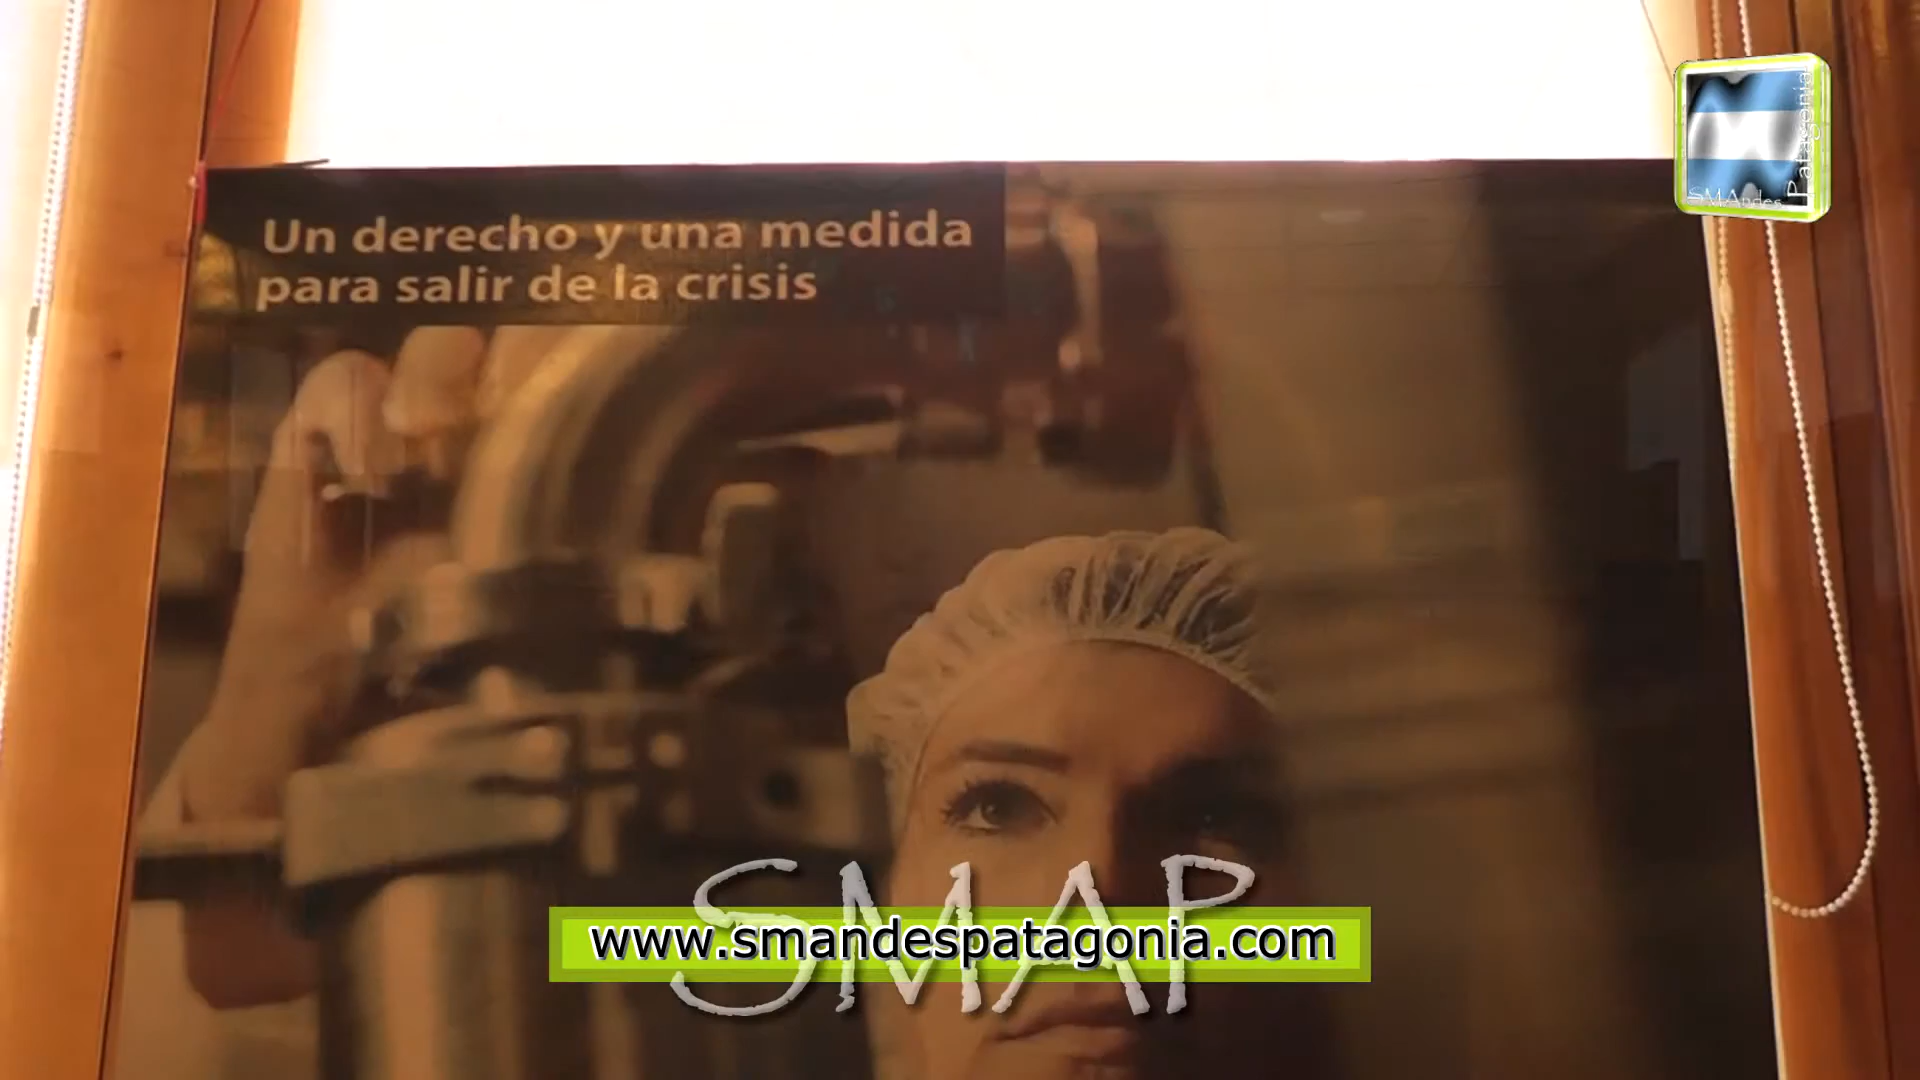 Un derecho y una medida
para salir de la crisis
SMAndes
Patagonia
SMAP
www.smandespatagonia.com